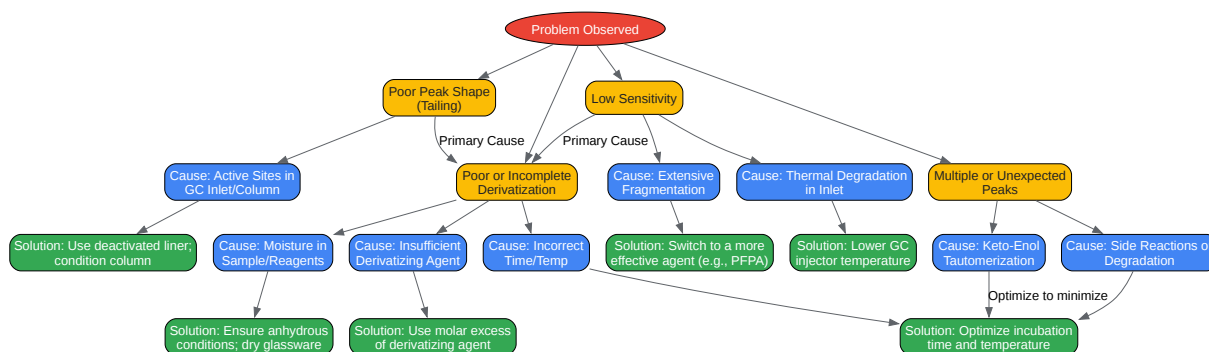 Problem Observed
Poor Peak Shape
(Tailing)
Low Sensitivity
Primary Cause
Primary Cause
Cause: Active Sites in
GC Inlet/Column
Poor or Incomplete
Derivatization
Cause: Extensive
Fragmentation
Cause: Thermal Degradation
in Inlet
Multiple or Unexpected
Peaks
Solution: Use deactivated liner;
condition column
Cause: Moisture in
Sample/Reagents
Cause: Insufficient
Derivatizing Agent
Cause: Incorrect
Time/Temp
Solution: Switch to a more
effective agent (e.g., PFPA)
Solution: Lower GC
injector temperature
Cause: Keto-Enol
Tautomerization
Cause: Side Reactions o
Degradation
Optimize to minimize
Solution: Ensure anhydrous
conditions; dry glassware
Solution: Use molar excess
of derivatizing agent
Solution: Optimize incubation
time and temperature